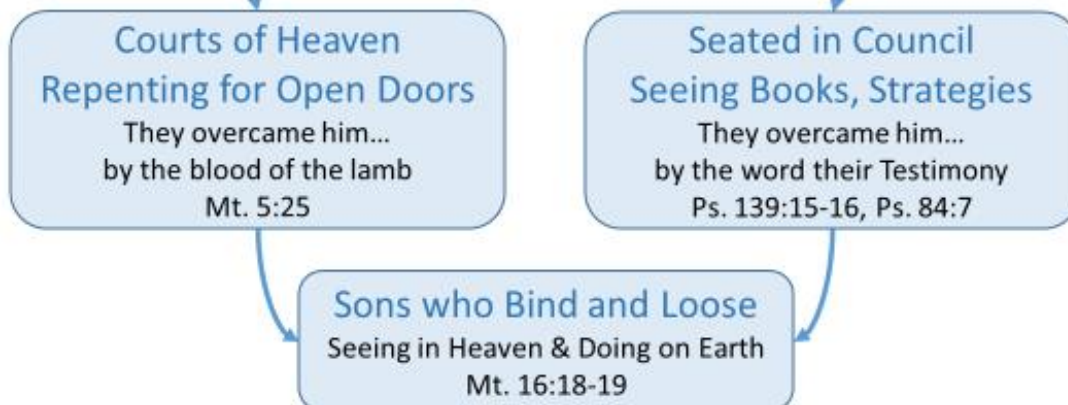 Courts of Heaven
Repenting for Open Doors
They overcame him...
by the blood of the lamb
Mt. 5:25
Seated in Council
Seeing Books, Strategies
They overcame him...
by the word their Testimony
Ps. 139:15-16, Ps. 84:7
Sons who Bind and Loose
Seeing in Heaven & Doing on Earth
Mt. 16:18-19